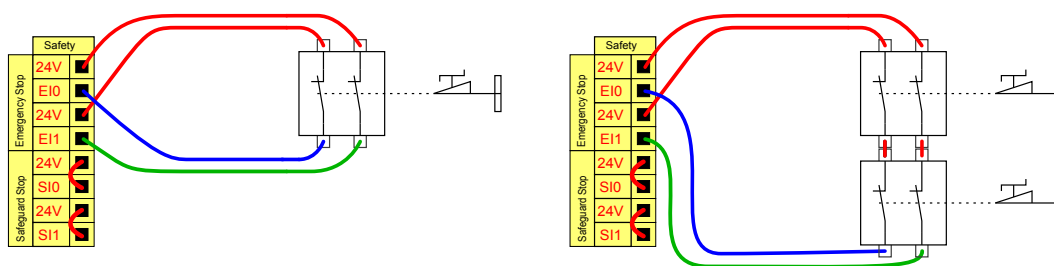 Safety
Emergency Stop
24V
EI0
24V
EI1
Safeguard Stop
24V
SI0
24V
SI1
Safety
Emergency Stop
24V
EI0
24V
EI1
Safeguard Stop
24V
SI0
24V
SI1